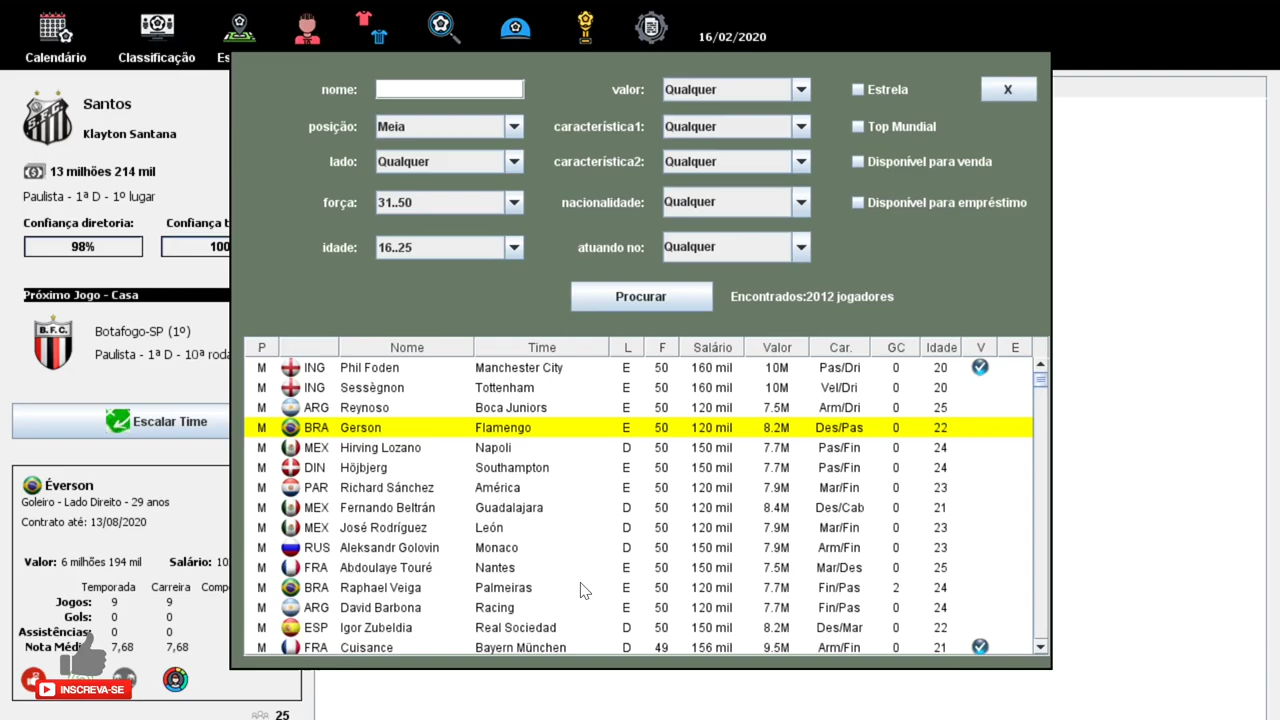 16/02/2020
Calendário Classificação Es
Santos
Klayton Santana
13 milhões 214 mil
Paulista - 1ª D - 1º lugar
Confiança diretoria: Confiança t
98% 100
Próximo Jogo - Casa
B.F.C.
Botafogo-SP (1º)
Paulista - 1ª D - 10ª roda
Escalar Time
Éverson
Goleiro - Lado Direito - 29 anos
Contrato até: 13/08/2020
Valor: 6 milhões 194 mil Salário: 10
Temporada Carreira Compe
Jogos: 9 9
Gols: 0 0
Assistências: 0 0
Nota Médi 7,68 7,68
INSCREVA-SE
25
nome: valor: Qualquer Estrela X
posição: Meia característica1: Qualquer Top Mundial
lado: Qualquer característica2: Qualquer Disponível para venda
força: 31..50 nacionalidade: Qualquer Disponível para empréstimo
idade: 16..25 atuando no: Qualquer
Procurar Encontrados:2012 jogadores
P Nome Time L F Salário Valor Car. GC Idade V E
M ING Phil Foden Manchester City E 50 160 mil 10M Pas/Dri 0 20
M ING Sessègnon Tottenham E 50 160 mil 10M Vel/Dri 0 20
M ARG Reynoso Boca Juniors E 50 120 mil 7.5M Arm/Dri 0 25
M BRA Gerson Flamengo E 50 120 mil 8.2M Des/Pas 0 22
M MEX Hirving Lozano Napoli D 50 150 mil 7.7M Pas/Fin 0 24
M DIN Höjbjerg Southampton E 50 150 mil 7.7M Pas/Fin 0 24
M PAR Richard Sánchez América E 50 120 mil 7.9M Mar/Fin 0 23
M MEX Fernando Beltrán Guadalajara D 50 120 mil 8.4M Des/Cab 0 21
M MEX José Rodríguez León D 50 120 mil 7.9M Mar/Fin 0 23
M RUS Aleksandr Golovin Monaco D 50 150 mil 7.9M Arm/Fin 0 23
M FRA Abdoulaye Touré Nantes E 50 150 mil 7.5M Mar/Des 0 25
M BRA Raphael Veiga Palmeiras E 50 120 mil 7.7M Fin/Pas 2 24
M ARG David Barbona Racing E 50 120 mil 7.7M Fin/Pas 0 24
M ESP Igor Zubeldia Real Sociedad D 50 150 mil 8.2M Des/Mar 0 22
M FRA Cuisance Bayern München E 49 156 mil 9.5M Arm/Fin 0 21